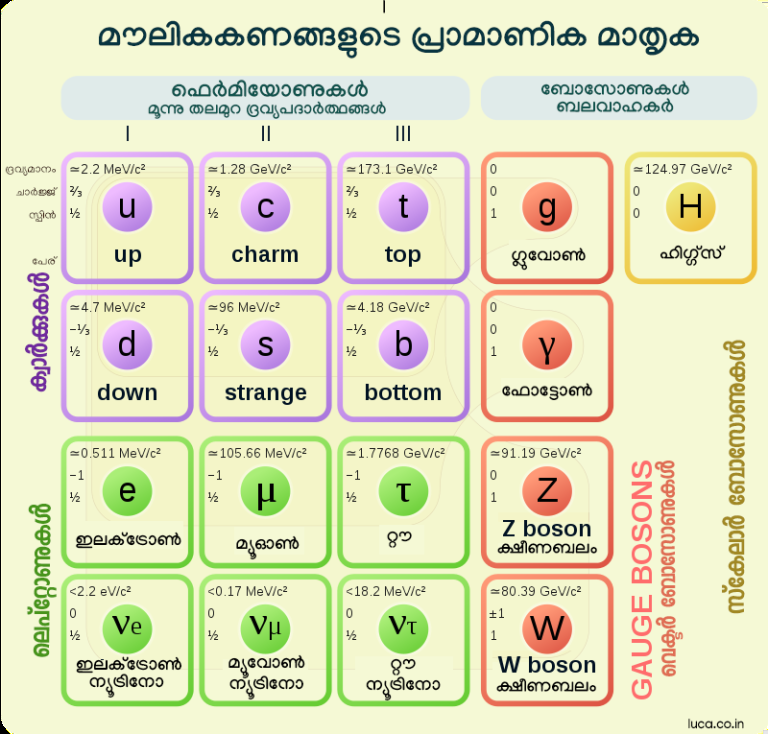 മൗലികകണങ്ങളുടെ പ്രാമാണിക മാതൃക
ഫെർമിയോണുകൾ
മൂന്നു തലമുറ ദ്രവ്യപദാർത്ഥങ്ങൾ
ബോസോണുകൾ
ബലവാഹകർ
I
II
III
ദ്രവ്യമാനം
ചാർജ്ജ്
സ്പിൻ
പേര്
ക്വാർക്കുകൾ
≃2.2 MeV/c²
⅔
½
u
up
≃1.28 GeV/c²
⅔
½
c
charm
≃173.1 GeV/c²
⅔
½
t
top
0
0
1
g
ഗ്ലുവോൺ
≃124.97 GeV/c²
0
0
H
ഹിഗ്ഗ്സ്
≃4.7 MeV/c²
−⅓
½
d
down
≃96 MeV/c²
−⅓
½
s
strange
≃4.18 GeV/c²
−⅓
½
b
bottom
0
0
1
γ
ഫോട്ടോൺ
ലെപ്റ്റോണുകൾ
≃0.511 MeV/c²
−1
½
e
ഇലക്ട്രോൺ
≃105.66 MeV/c²
−1
½
μ
മ്യൂഓൺ
≃1.7768 GeV/c²
−1
½
τ
റ്റൗ
≃91.19 GeV/c²
0
1
Z
Z boson
ക്ഷീണബലം
<2.2 eV/c²
0
½
νe
ഇലക്ട്രോൺ
ന്യൂട്രിനോ
<0.17 MeV/c²
0
½
νμ
മ്യൂവോൺ
ന്യൂട്രിനോ
<18.2 MeV/c²
0
½
ντ
റ്റൗ
ന്യൂട്രിനോ
≃80.39 GeV/c²
±1
1
W
W boson
ക്ഷീണബലം
GAUGE BOSONS
വെക്ടർ ബോസോണുകൾ
സ്കേലാർ ബോസോണുകൾ
luca.co.in